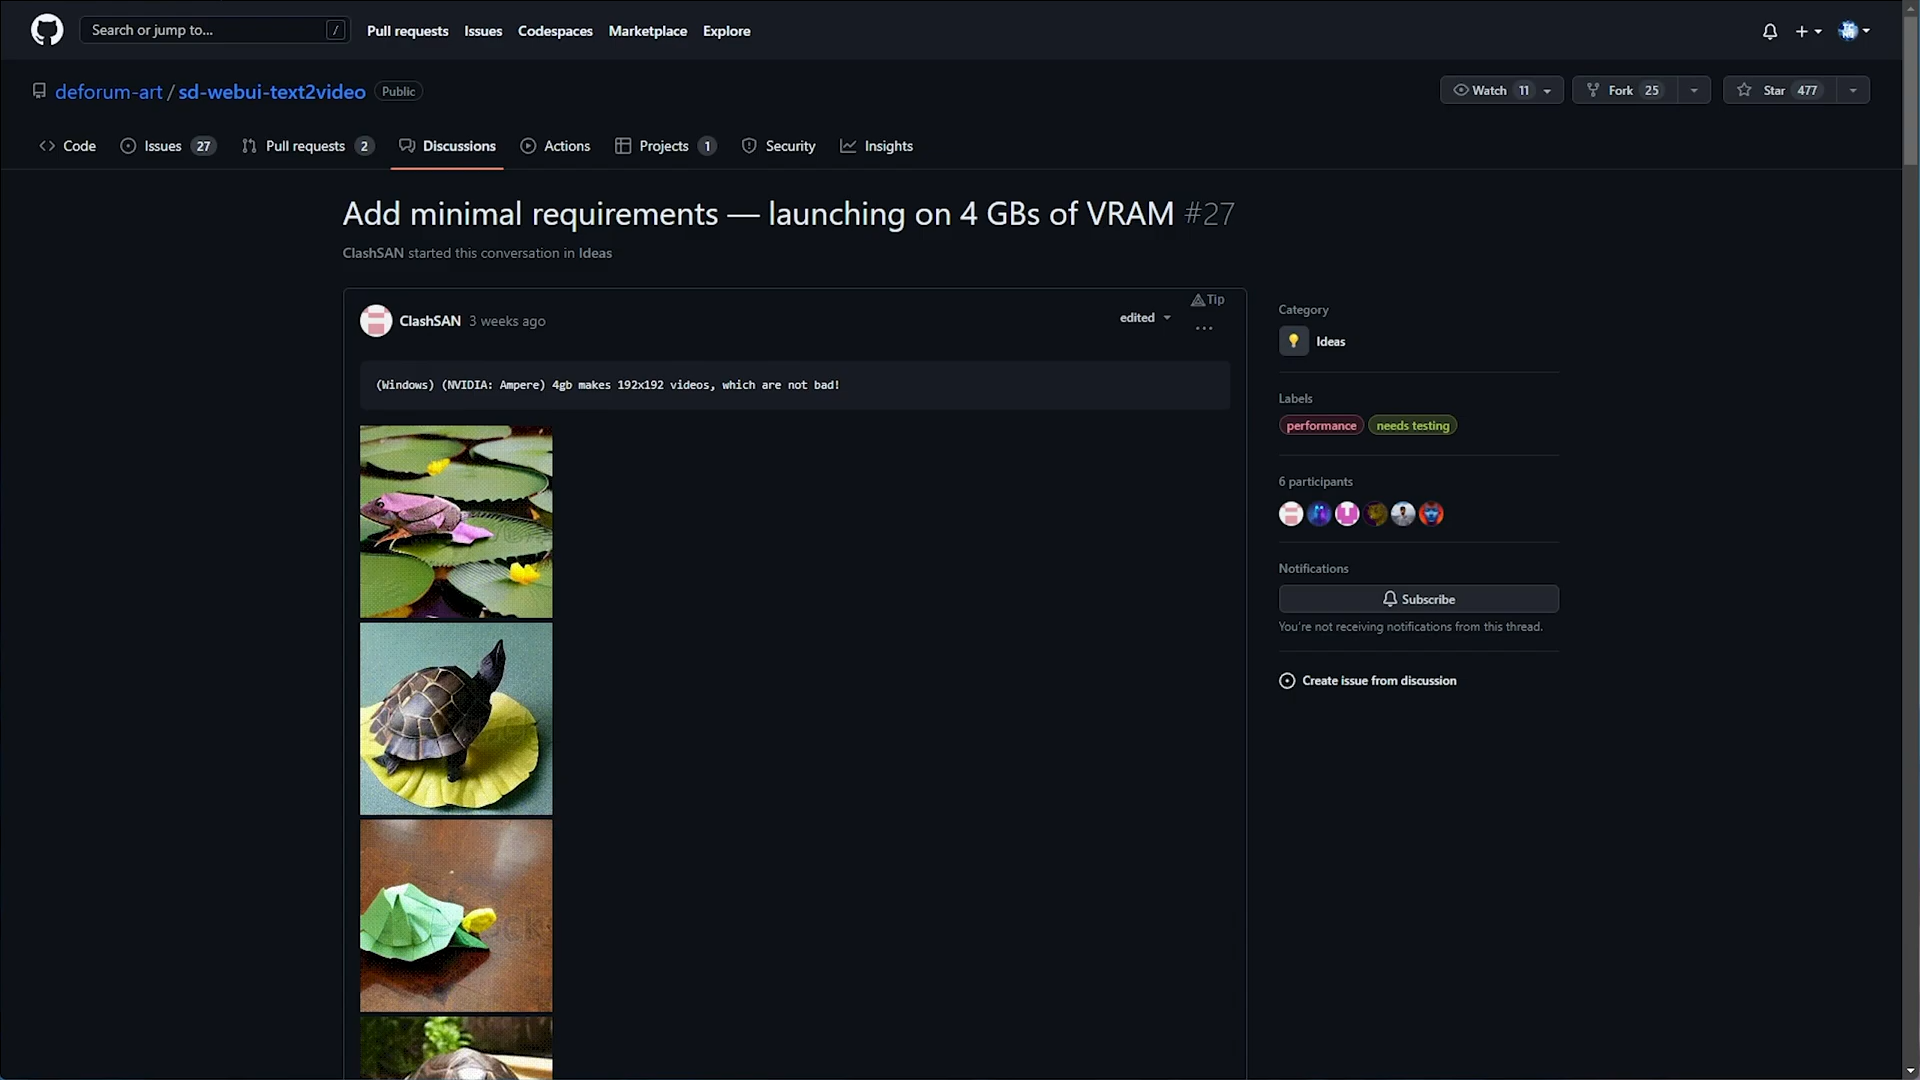 Search or jump to... /
Pull requests Issues Codespaces Marketplace Explore
deforum-art / sd-webui-text2video Public
Watch 11 Fork 25 Star 477
Code Issues 27 Pull requests 2 Discussions Actions Projects 1 Security Insights
Add minimal requirements — launching on 4 GBs of VRAM #27
ClashSAN started this conversation in Ideas
Tip
ClashSAN 3 weeks ago edited
(Windows) (NVIDIA: Ampere) 4gb makes 192x192 videos, which are not bad!
Category
Ideas
Labels
performance needs testing
6 participants
Notifications
Subscribe
You're not receiving notifications from this thread.
Create issue from discussion